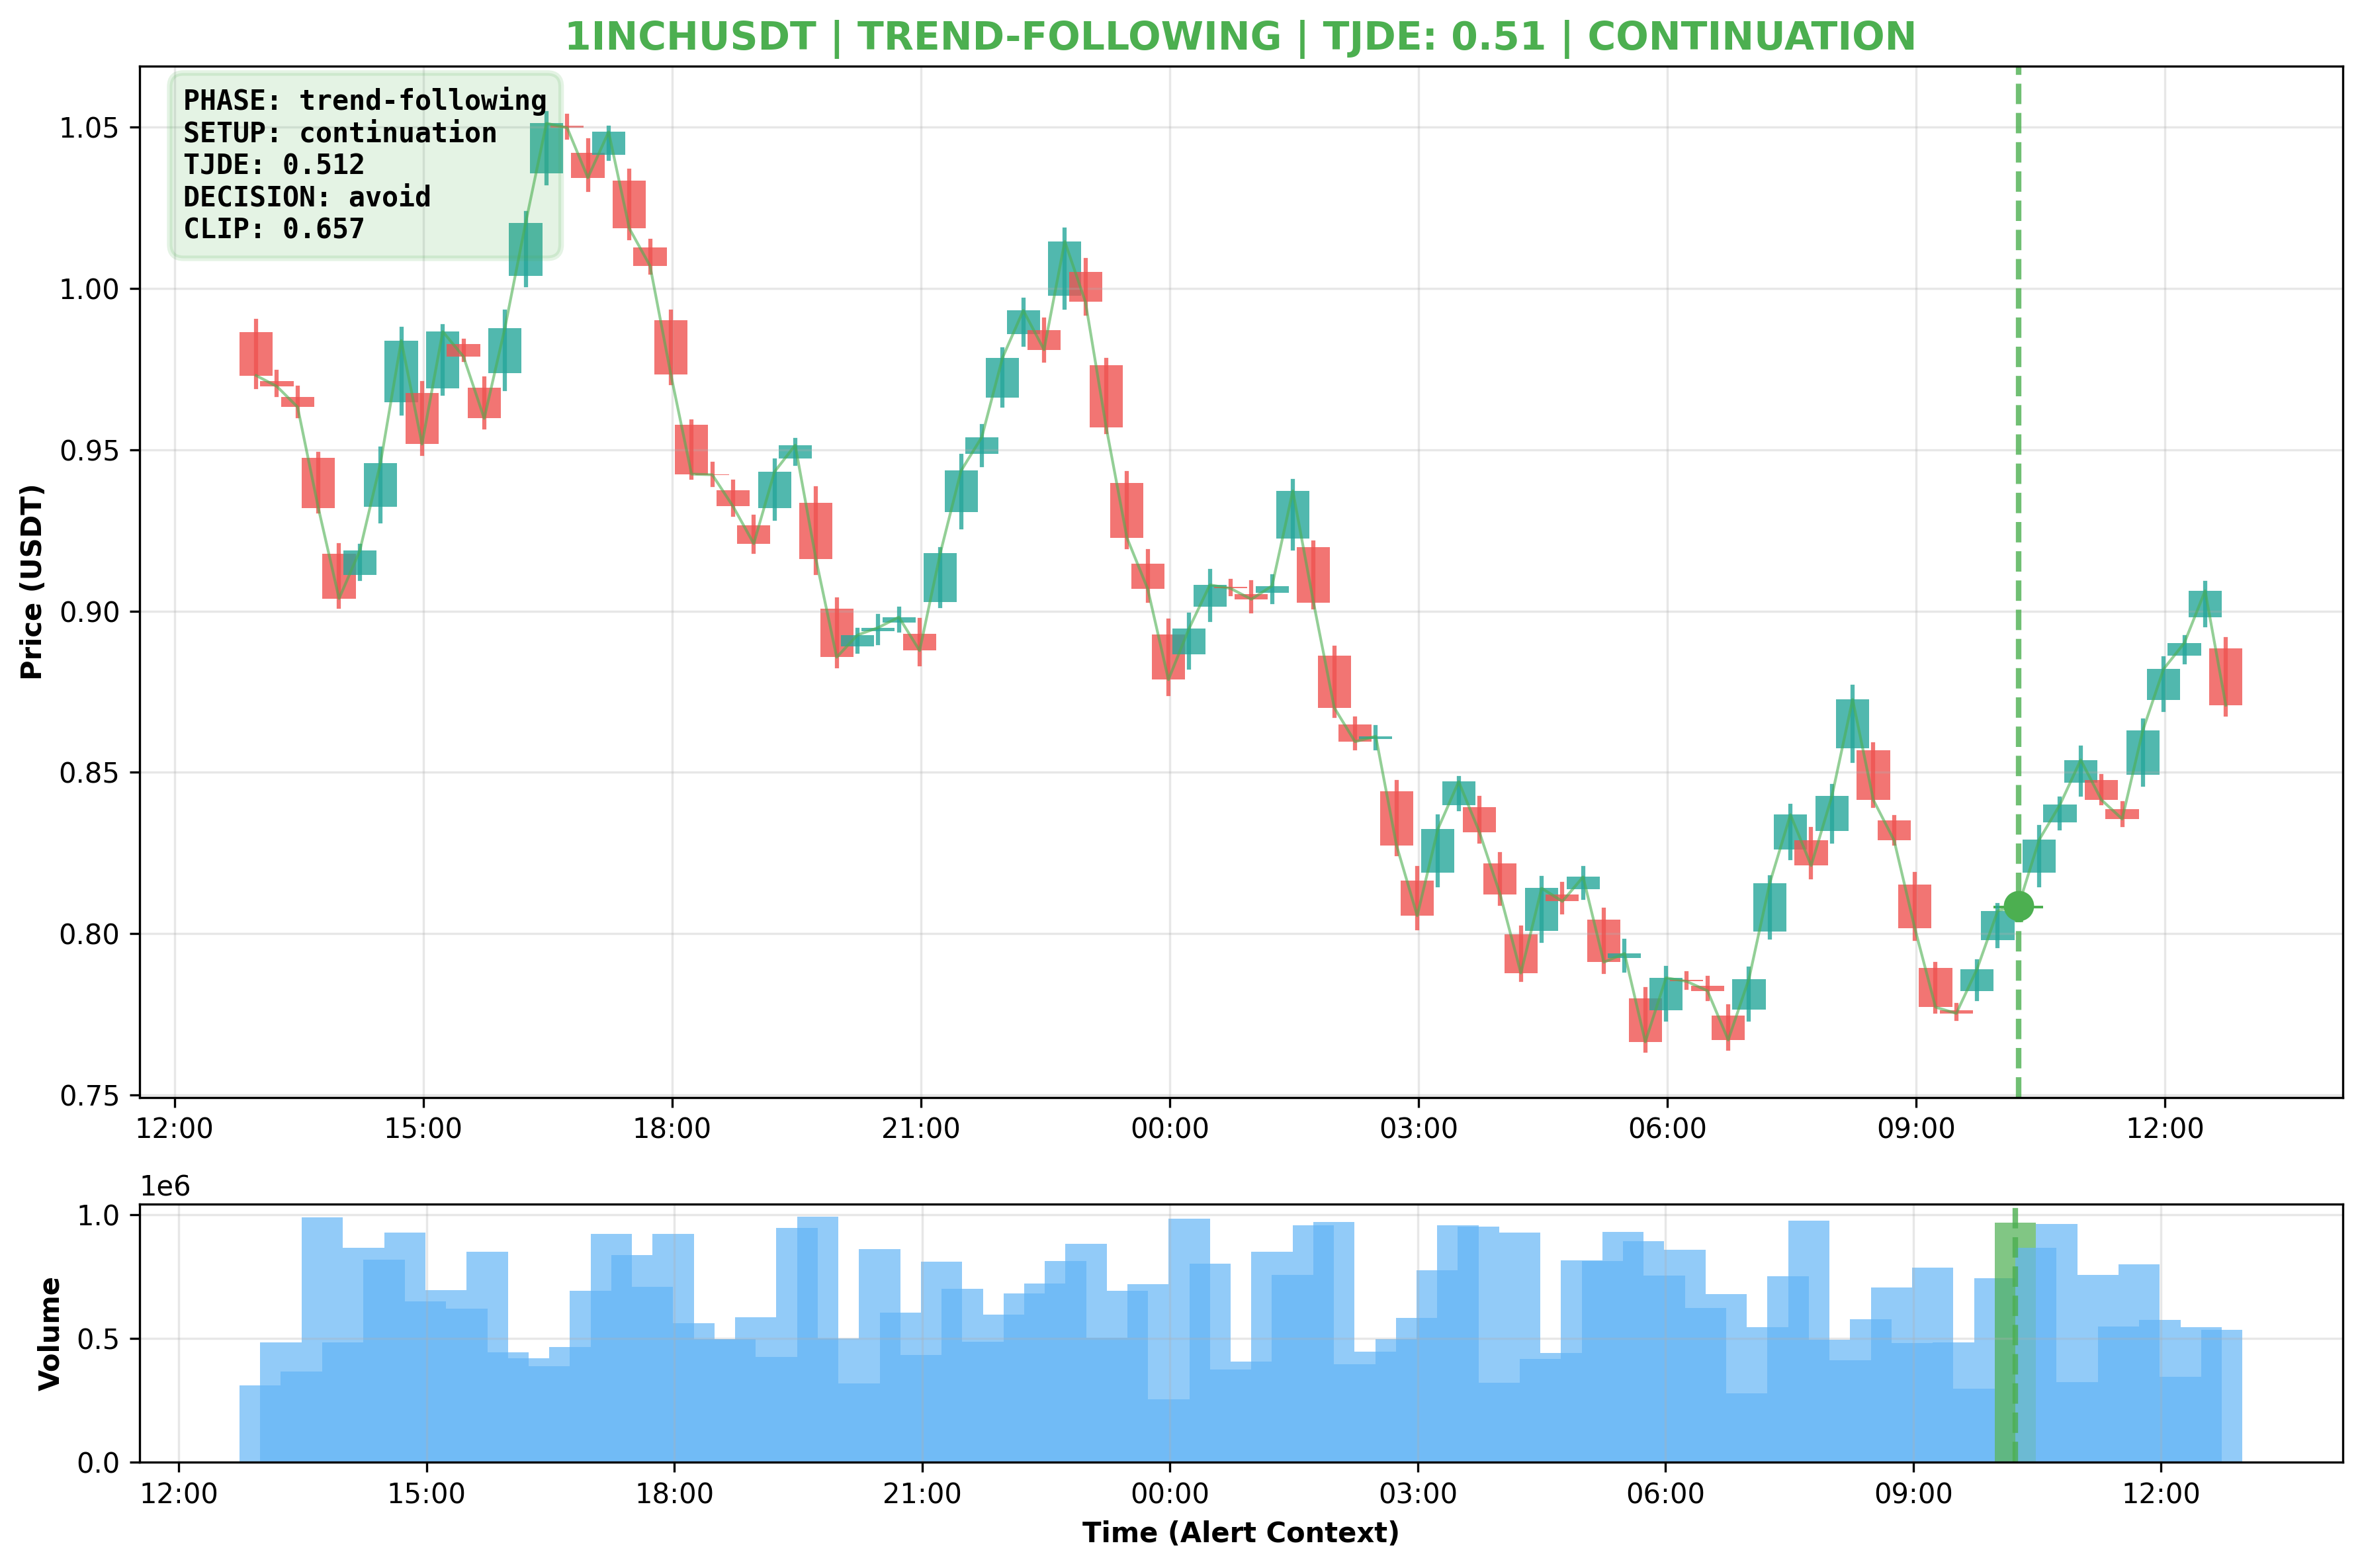 1INCHUSDT | TREND-FOLLOWING | TJDE: 0.51 | CONTINUATION
PHASE: trend-following
SETUP: continuation
TJDE: 0.512
DECISION: avoid
CLIP: 0.657
Price (USDT)
1.05
1.00
0.95
0.90
0.85
0.80
0.75
12:00 15:00 18:00 21:00 00:00 03:00 06:00 09:00 12:00
1e6
Volume
1.0
0.5
0.0
12:00 15:00 18:00 21:00 00:00 03:00 06:00 09:00 12:00
Time (Alert Context)